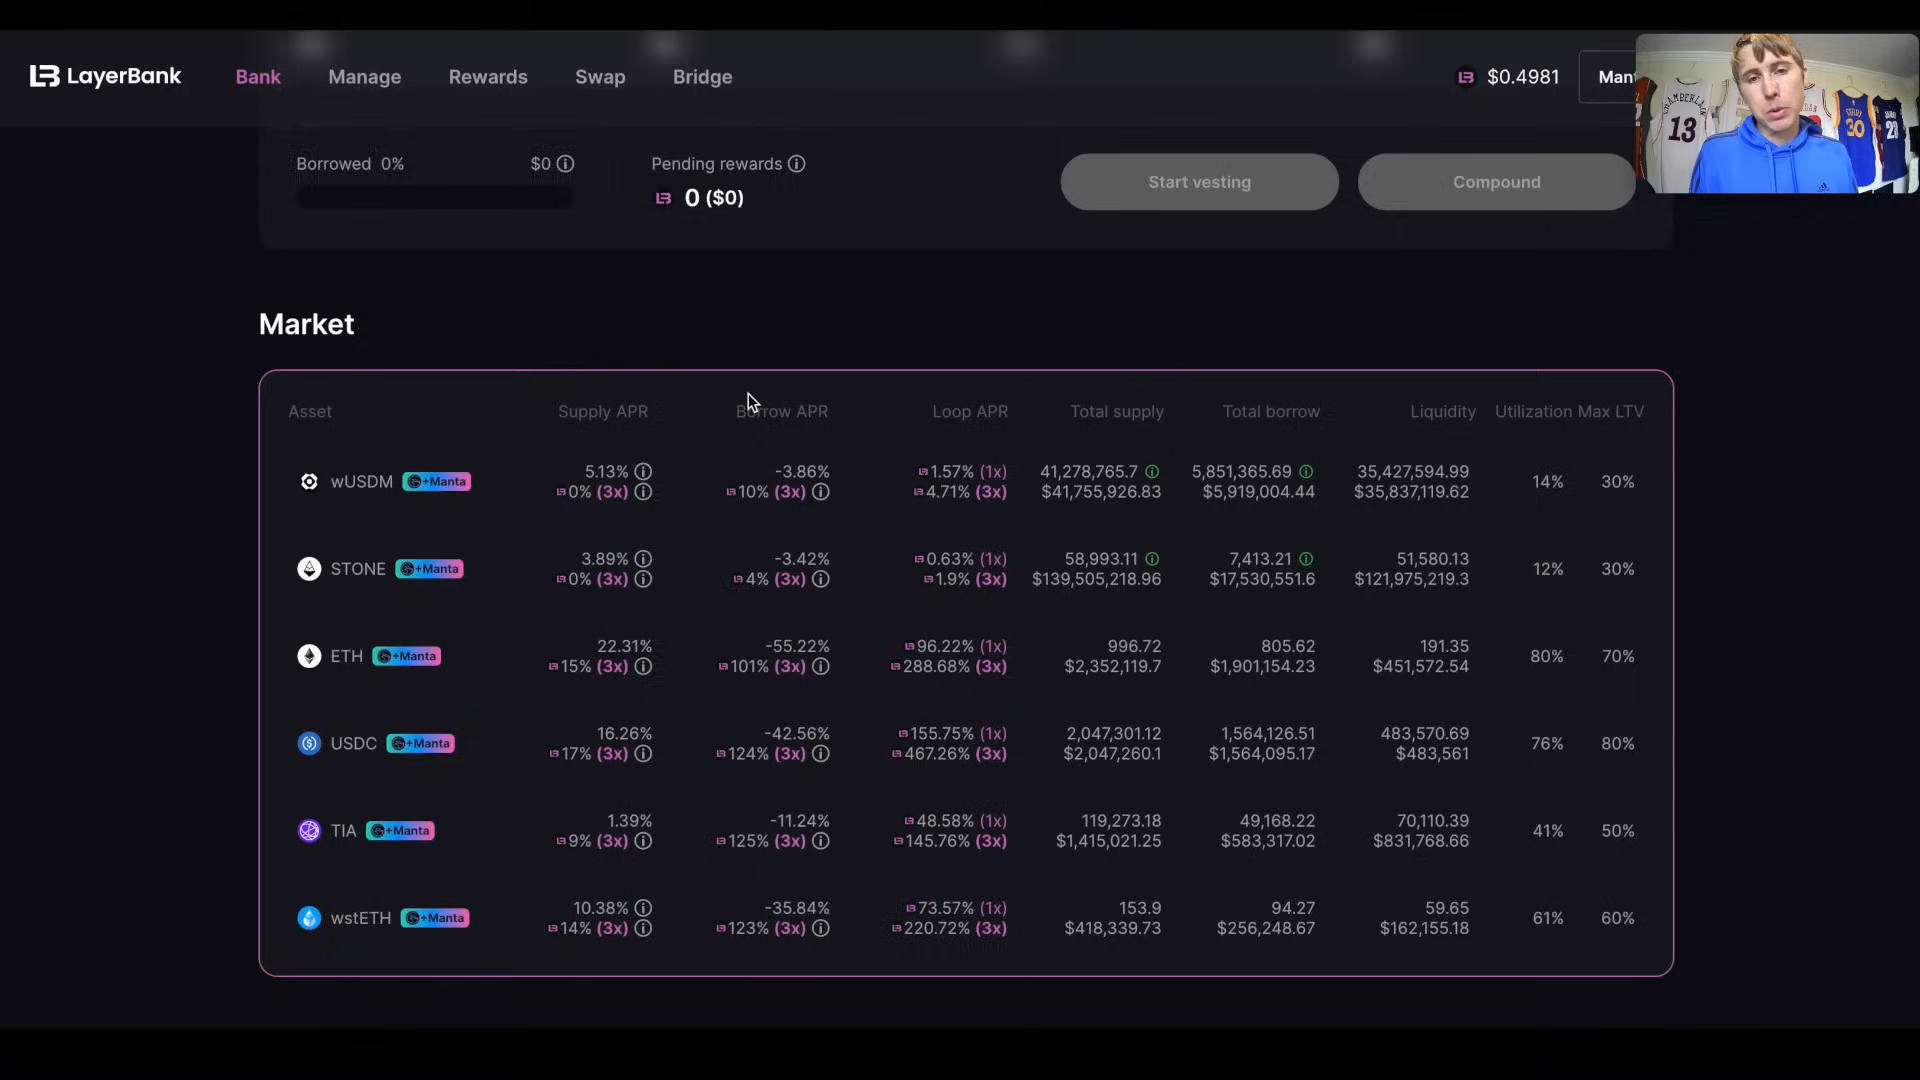 LayerBank
Bank
Manage
Rewards
Swap
Bridge
$0.4981
Mant
CHAMBERLAIN
13
30
23
Borrowed 0%
$0
Pending rewards
0 ($0)
Start vesting
Compound
Market
Asset
Supply APR
Borrow APR
Loop APR
Total supply
Total borrow
Liquidity
Utilization
Max LTV
wUSDM
+Manta
5.13%
0% (3x)
-3.86%
10% (3x)
1.57% (1x)
4.71% (3x)
41,278,765.7
$41,755,926.83
5,851,365.69
$5,919,004.44
35,427,594.99
$35,837,119.62
14%
30%
STONE
+Manta
3.89%
0% (3x)
-3.42%
4% (3x)
0.63% (1x)
1.9% (3x)
58,993.11
$139,505,218.96
7,413.21
$17,530,551.6
51,580.13
$121,975,219.3
12%
30%
ETH
+Manta
22.31%
15% (3x)
-55.22%
101% (3x)
96.22% (1x)
288.68% (3x)
996.72
$2,352,119.7
805.62
$1,901,154.23
191.35
$451,572.54
80%
70%
USDC
+Manta
16.26%
17% (3x)
-42.56%
124% (3x)
155.75% (1x)
467.26% (3x)
2,047,301.12
$2,047,260.1
1,564,126.51
$1,564,095.17
483,570.69
$483,561
76%
80%
TIA
+Manta
1.39%
9% (3x)
-11.24%
125% (3x)
48.58% (1x)
145.76% (3x)
119,273.18
$1,415,021.25
49,168.22
$583,317.02
70,110.39
$831,768.66
41%
50%
wstETH
+Manta
10.38%
14% (3x)
-35.84%
123% (3x)
73.57% (1x)
220.72% (3x)
153.9
$418,339.73
94.27
$256,248.67
59.65
$162,155.18
61%
60%